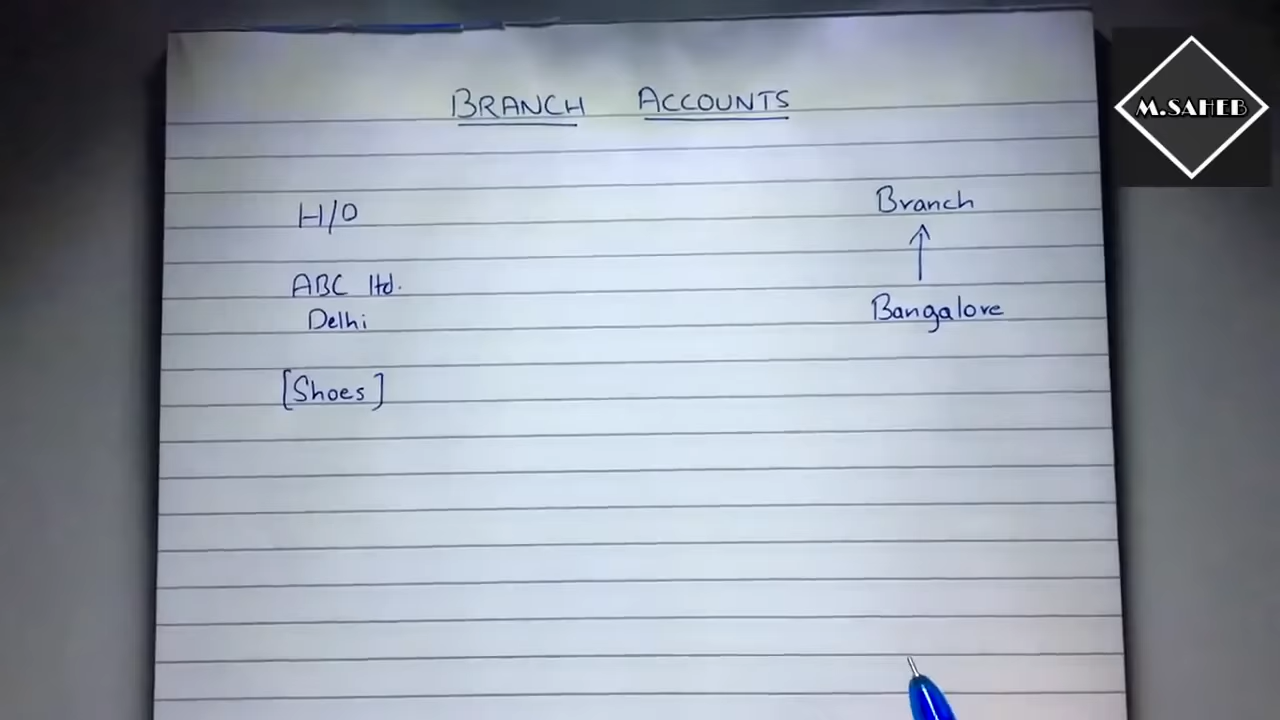 BRANCH ACCOUNTS
M.SAHEB
H/O
Branch
ABC ltd.
Delhi
Bangalore
[Shoes]